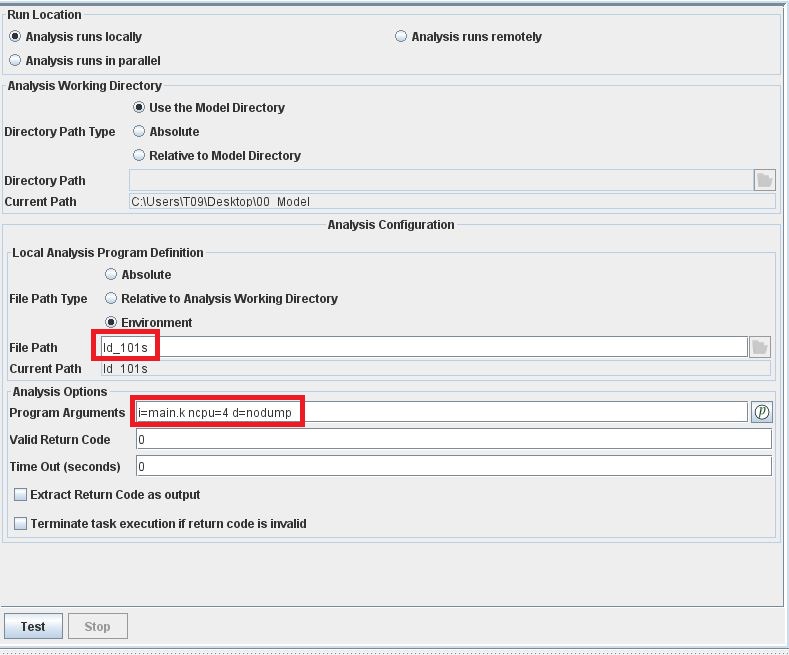 Run Location
Analysis runs locally Analysis runs remotely
Analysis runs in parallel
Analysis Working Directory
Use the Model Directory
Directory Path Type Absolute
Relative to Model Directory
Directory Path
Current Path C:\Users\T09\Desktop\00_Model
Analysis Configuration
Local Analysis Program Definition
Absolute
File Path Type Relative to Analysis Working Directory
Environment
File Path ld_101s
Current Path ld_101s
Analysis Options
Program Arguments i=main.k ncpu=4 d=nodump p
Valid Return Code 0
Time Out (seconds) 0
Extract Return Code as output
Terminate task execution if return code is invalid
Test Stop